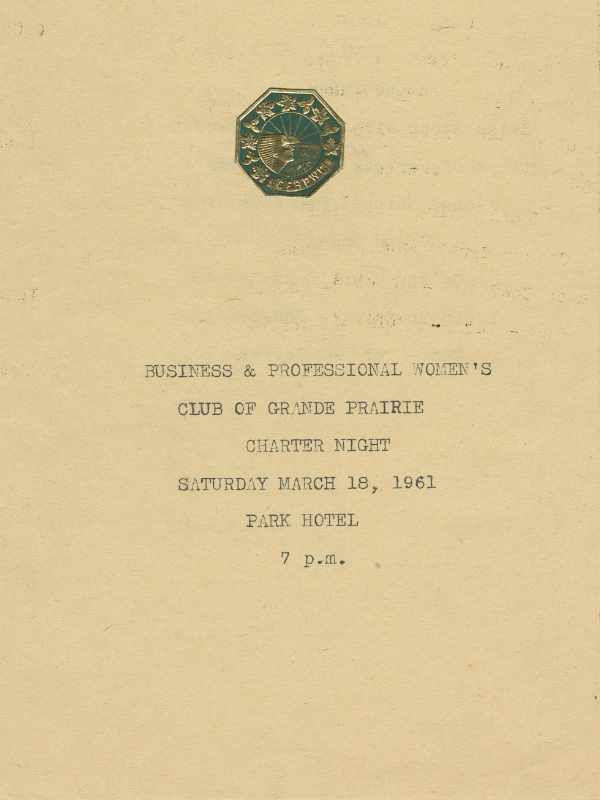 BUSINESS & PROFESSIONAL WOMEN'S
CLUB OF GRANDE PRAIRIE
CHARTER NIGHT
SATURDAY MARCH 18, 1961
PARK HOTEL
7 p.m.